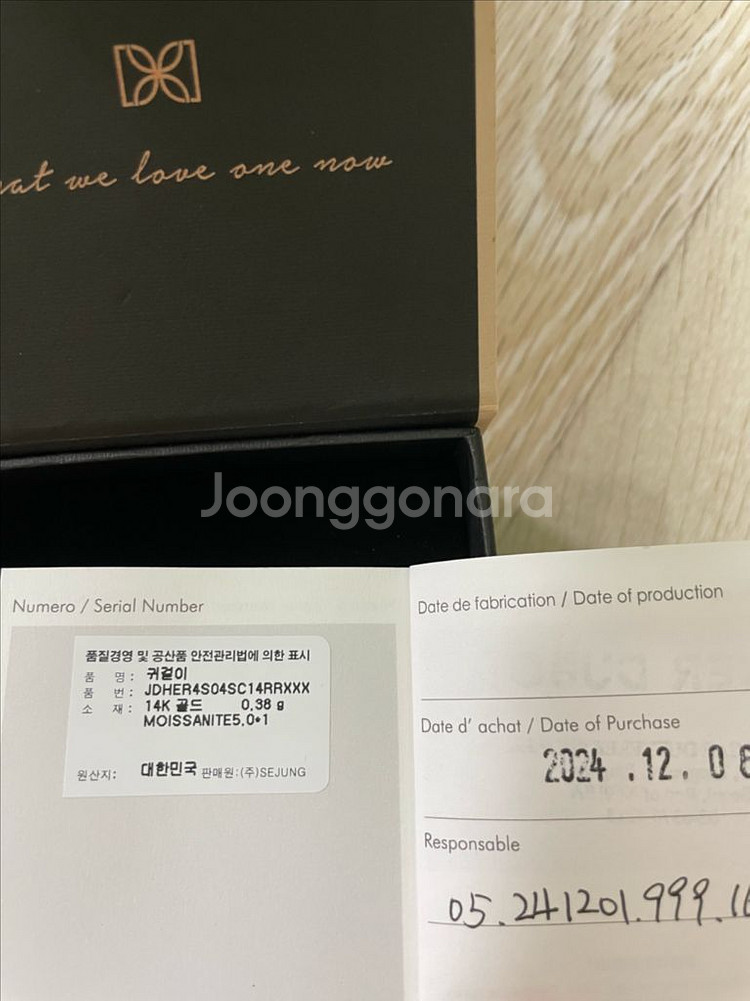 we love one now
Joonggonara
Numero / Serial Number
품질경영 및 공산품 안전관리법에 의한 표시
품 명: 귀걸이
품 번: JDHER4S04SC14RRXXX
소 재: 14K 골드 0.38 g
MOISSANITE5.0*1
원산지: 대한민국 판매원:(주)SEJUNG
Date de fabrication / Date of production
Date d' achat / Date of Purchase
2024 .12. 0
Responsable
05.241201.999.16